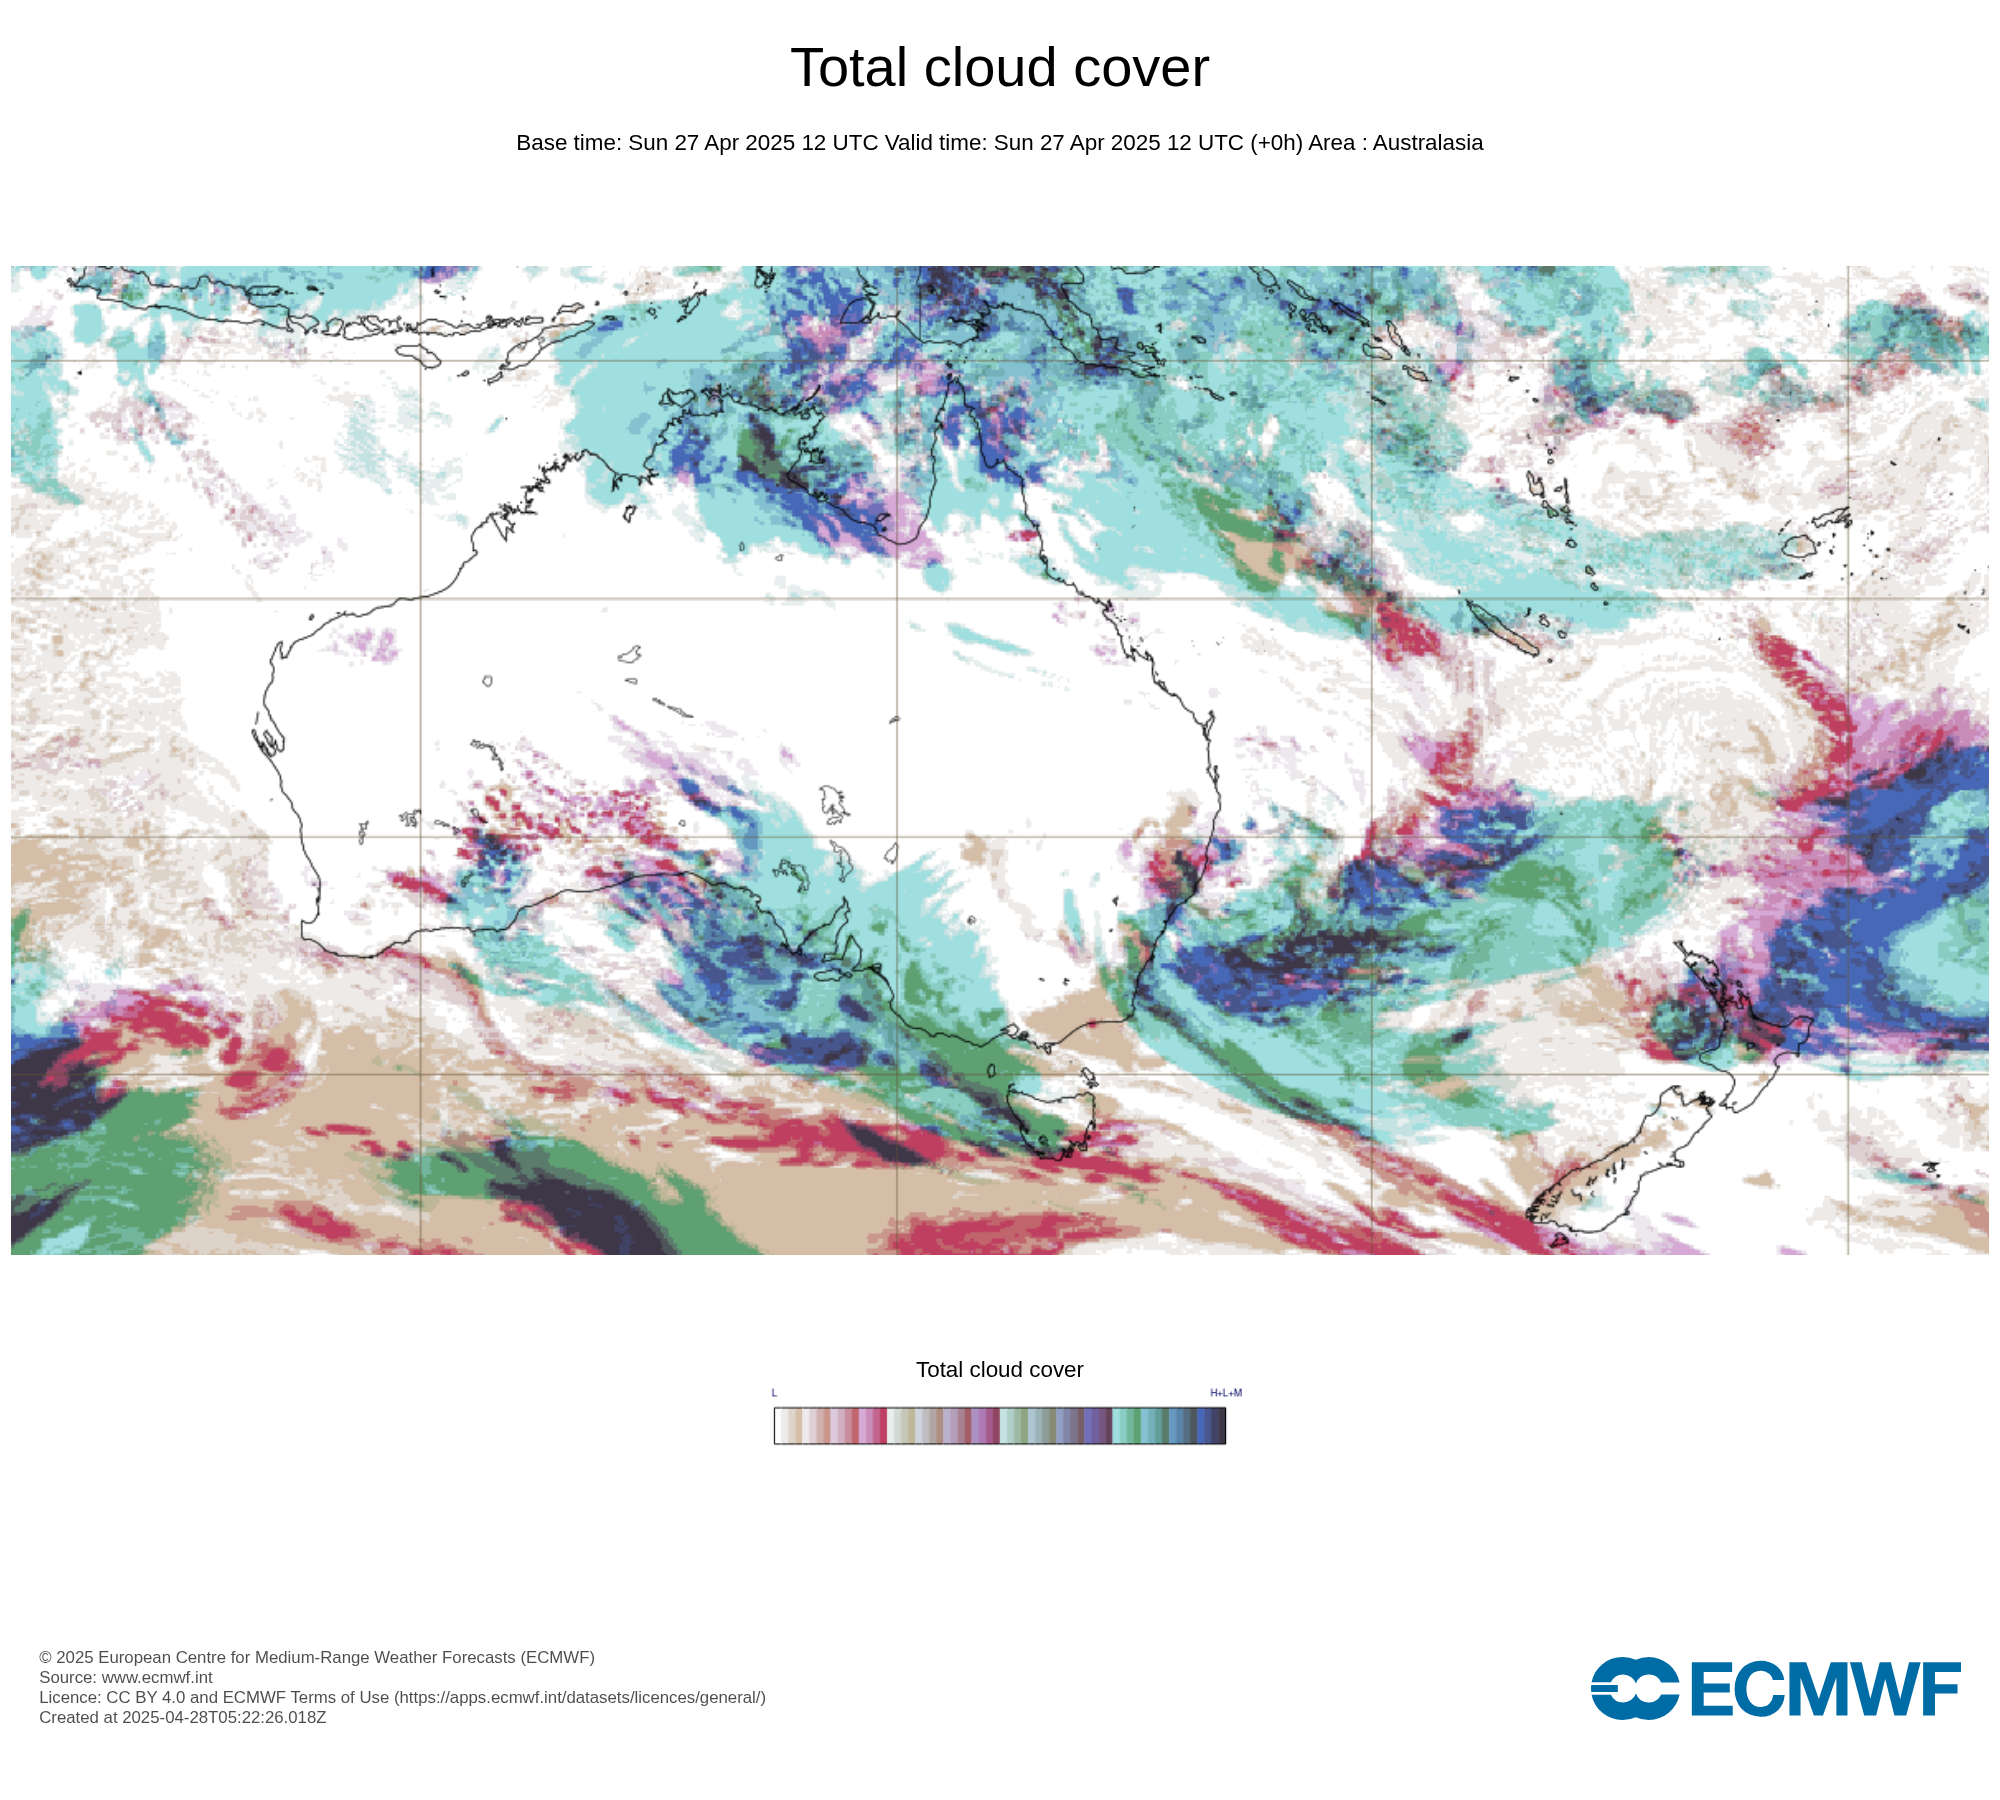 Total cloud cover
Base time: Sun 27 Apr 2025 12 UTC Valid time: Sun 27 Apr 2025 12 UTC (+0h) Area : Australasia
Total cloud cover
L H+L+M
© 2025 European Centre for Medium-Range Weather Forecasts (ECMWF)
Source: www.ecmwf.int
Licence: CC BY 4.0 and ECMWF Terms of Use (https://apps.ecmwf.int/datasets/licences/general/)
Created at 2025-04-28T05:22:26.018Z
ECMWF